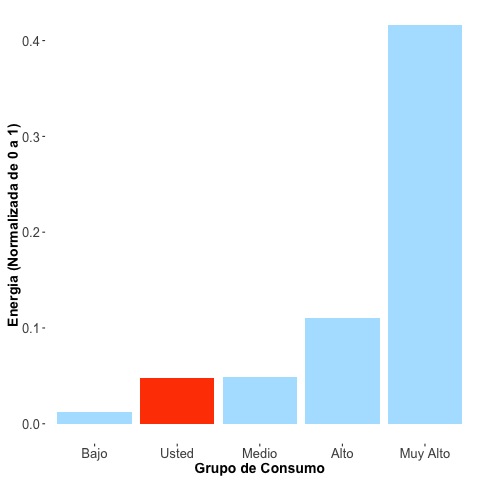 Energia (Normalizada de 0 a 1)
0.4
0.3
0.2
0.1
0.0
Bajo Usted Medio Alto Muy Alto
Grupo de Consumo